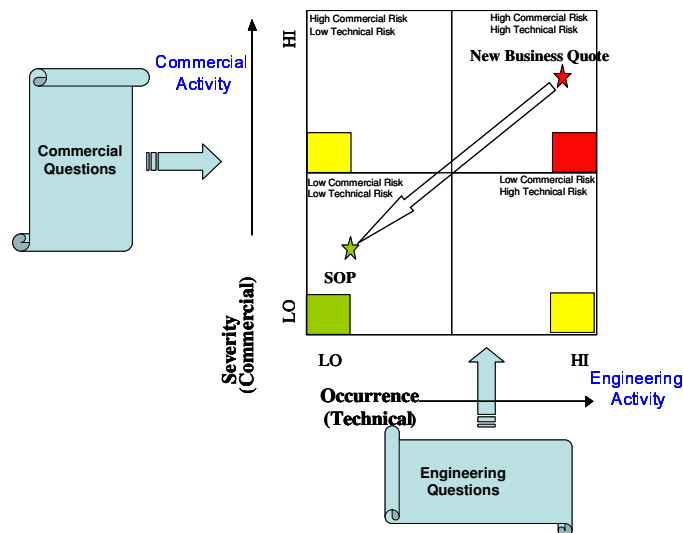 High Commercial Risk
Low Technical Risk
High Commercial Risk
High Technical Risk
HI
Commercial
Activity
New Business Quote
Commercial
Questions
Low Commercial Risk
Low Technical Risk
Low Commercial Risk
High Technical Risk
SOP
Severity
(Commercial)
LO
LO
HI
Engineering
Activity
Occurrence
(Technical)
Engineering
Questions